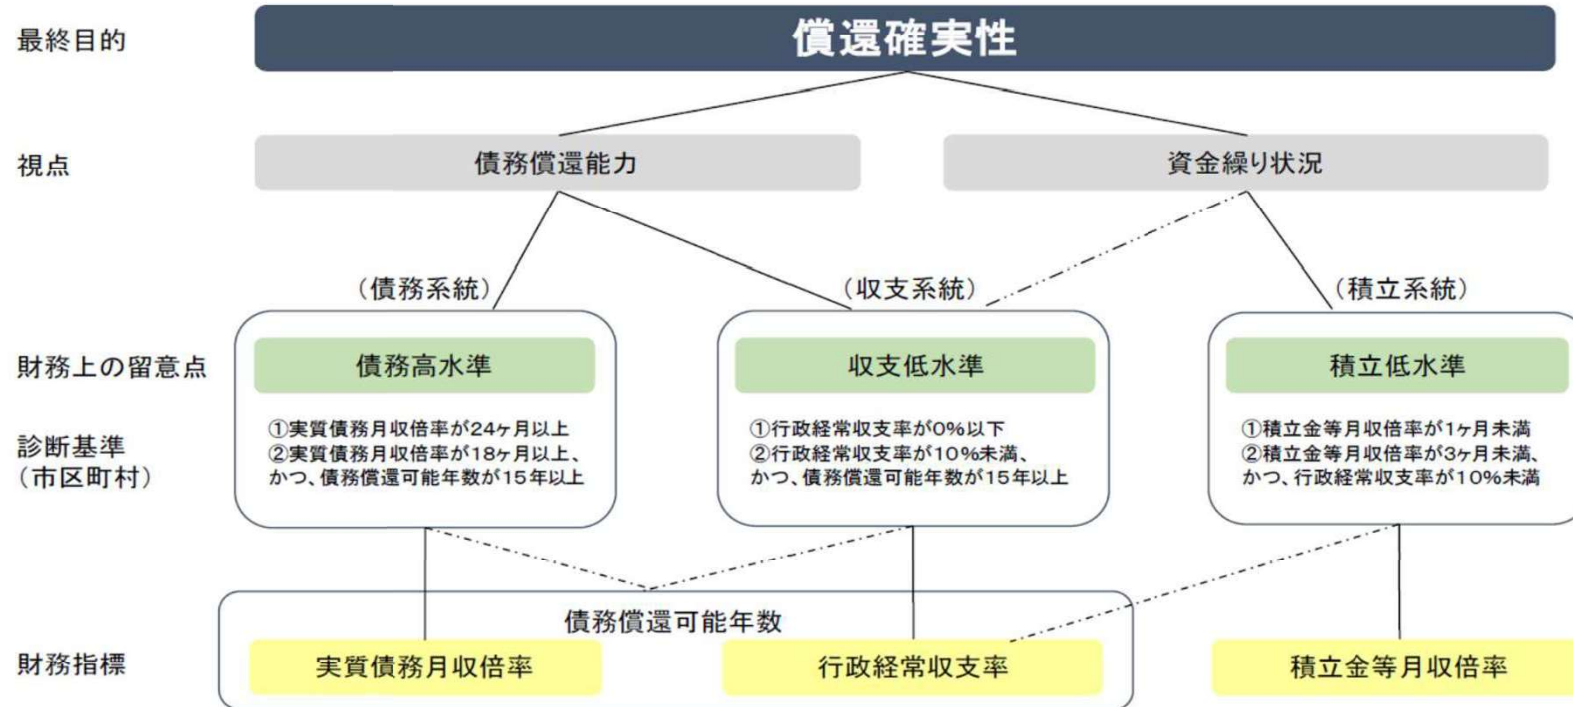 最終目的
償還確実性
視点
債務償還能力
資金繰り状況
（債務系統）
（収支系統）
（積立系統）
財務上の留意点
債務高水準
収支低水準
積立低水準
診断基準
（市区町村）
①実質債務月収倍率が24ヶ月以上
②実質債務月収倍率が18ヶ月以上、
かつ、債務償還可能年数が15年以上
①行政経常収支率が0％以下
②行政経常収支率が10％未満、
かつ、債務償還可能年数が15年以上
①積立金等月収倍率が1ヶ月未満
②積立金等月収倍率が3ヶ月未満、
かつ、行政経常収支率が10％未満
債務償還可能年数
財務指標
実質債務月収倍率
行政経常収支率
積立金等月収倍率